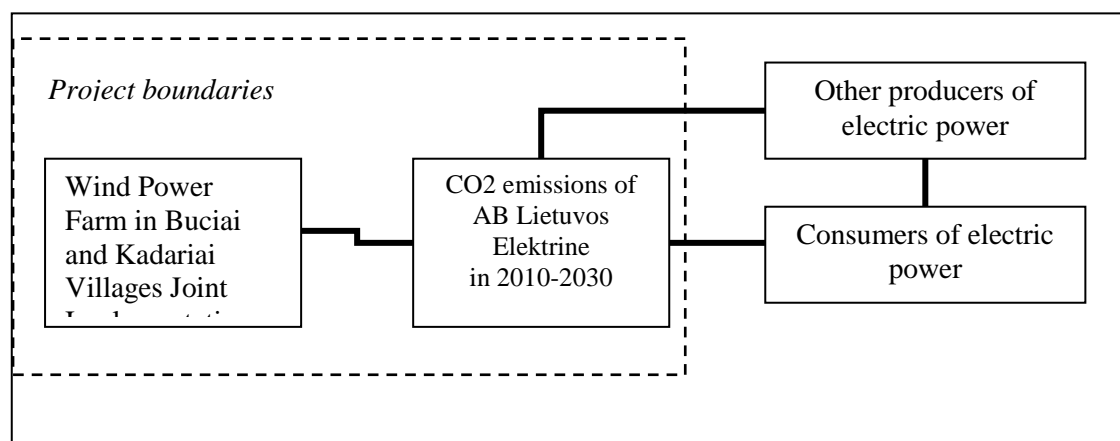 Project boundaries
Wind Power
Farm in Buciai
and Kadariai
Villages Joint
CO2 emissions of
AB Lietuvos
Elektrine
in 2010-2030
Other producers of
electric power
Consumers of electric
power